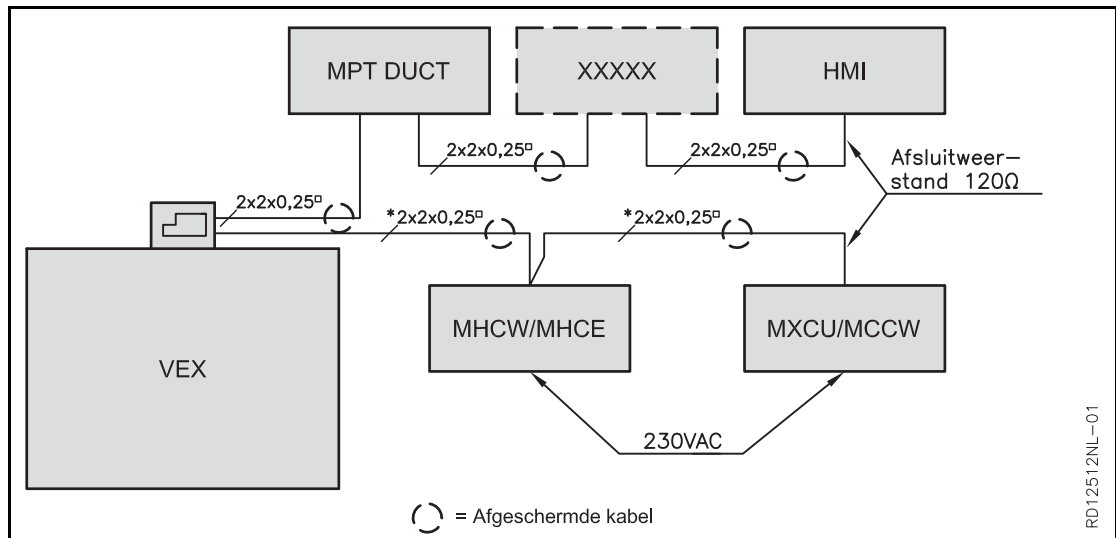 MPT DUCT
XXXXX
HMI
2x2x0,25□
2x2x0,25□
Afsluitweer-
stand 120Ω
2x2x0,25□
*2x2x0,25□
*2x2x0,25□
MHCW/MHCE
MXCU/MCCW
VEX
230VAC
= Afgeschermde kabel
RD12512NL-01